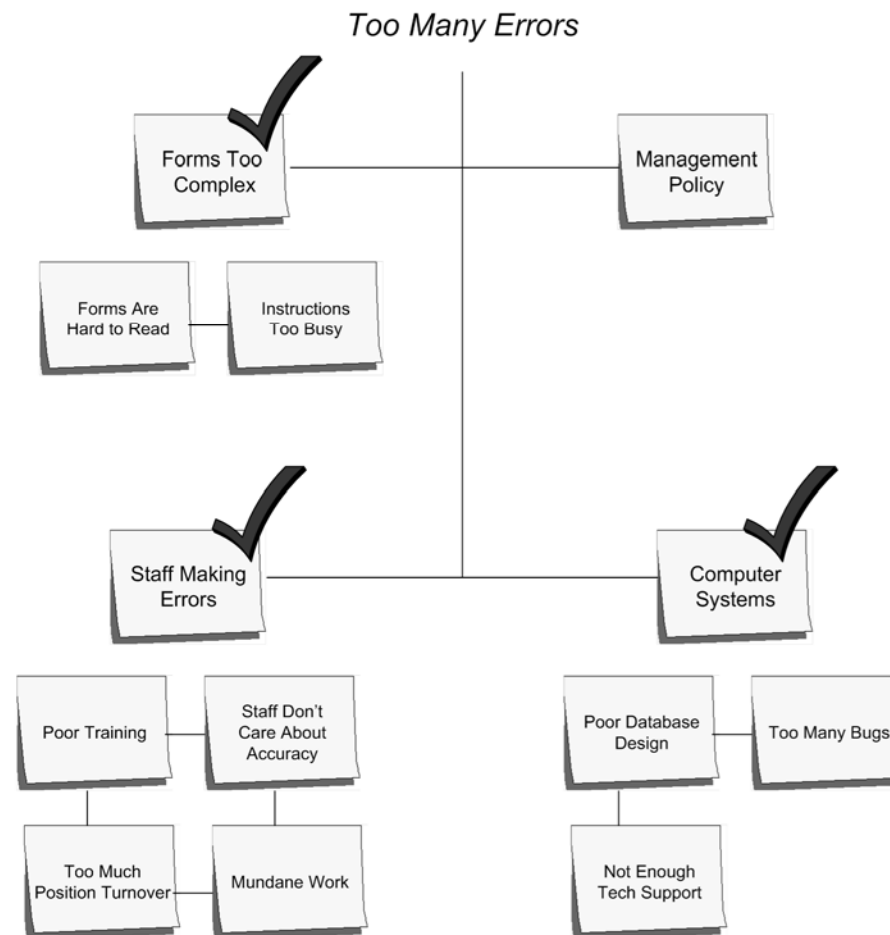 Too Many Errors
Forms Too
Complex
Management
Policy
Forms Are
Hard to Read
Instructions
Too Busy
Staff Making
Errors
Computer
Systems
Poor Training
Staff Don't
Care About
Accuracy
Poor Database
Design
Too Many Bugs
Too Much
Position Turnover
Mundane Work
Not Enough
Tech Support